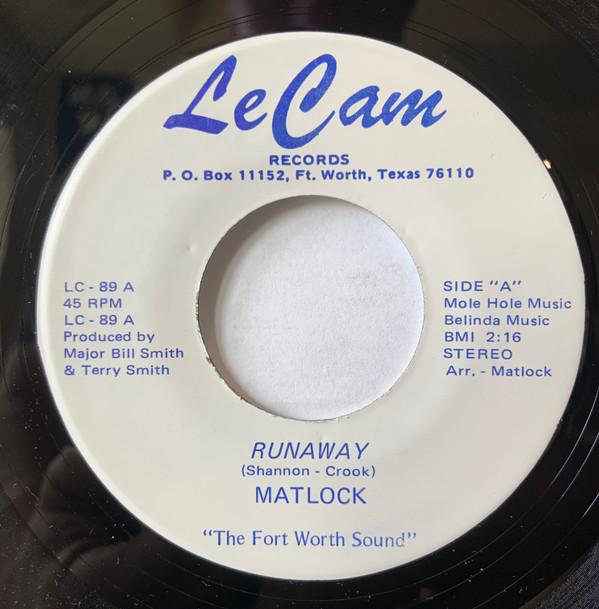 LeCam
RECORDS
P. O. Box 11152, Ft. Worth, Texas 76110
LC - 89 A
45 RPM
LC - 89 A
Produced by
Major Bill Smith
& Terry Smith
SIDE "A"
Mole Hole Music
Belinda Music
BMI 2:16
STEREO
Arr. - Matlock
RUNAWAY
(Shannon - Crook)
MATLOCK
"The Fort Worth Sound"